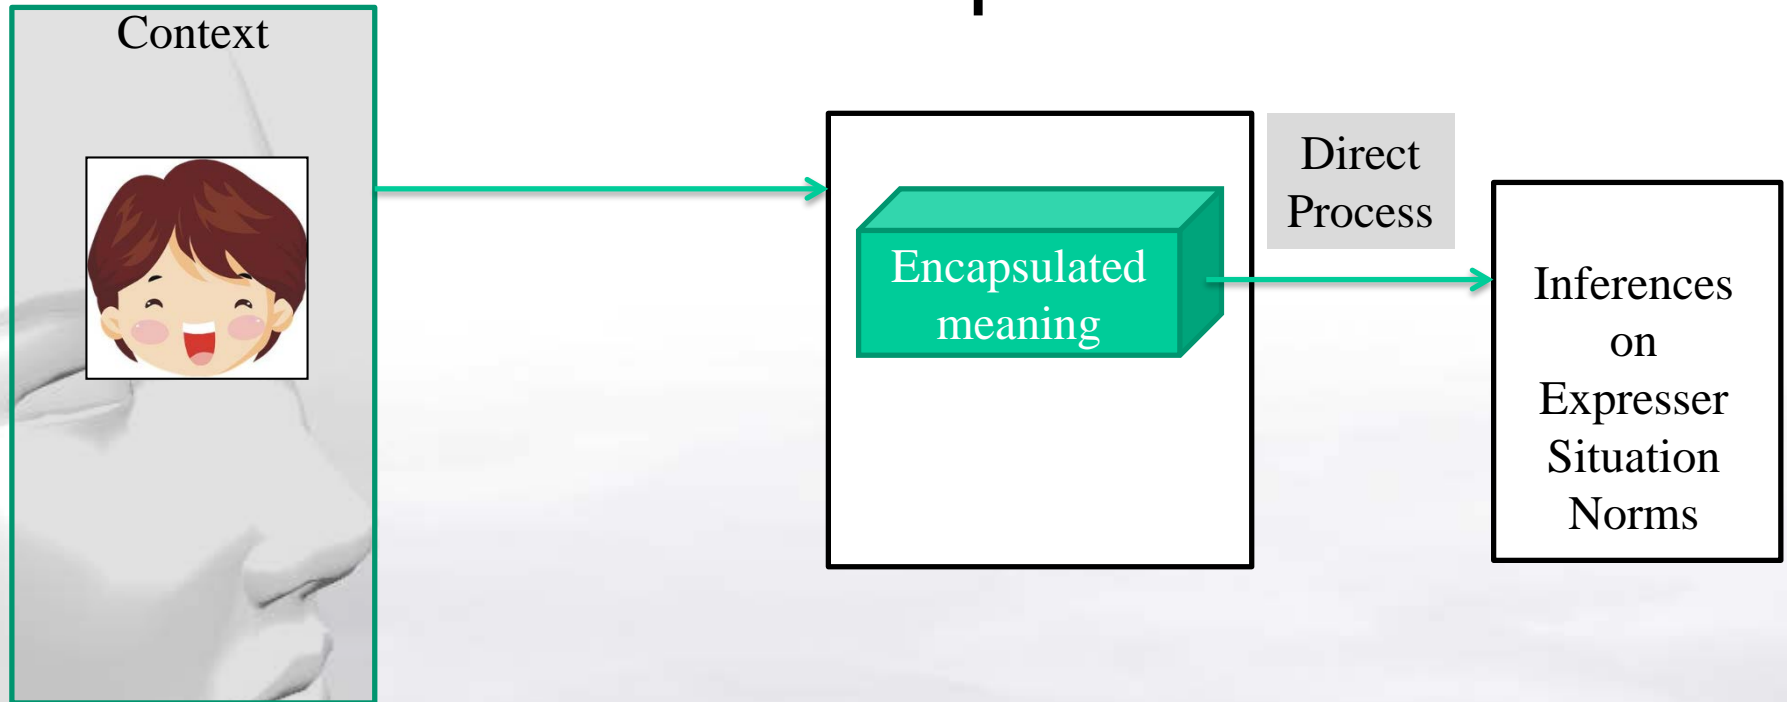 Context
Direct
Process
Encapsulated
meaning
Inferences
on
Expresser
Situation
Norms